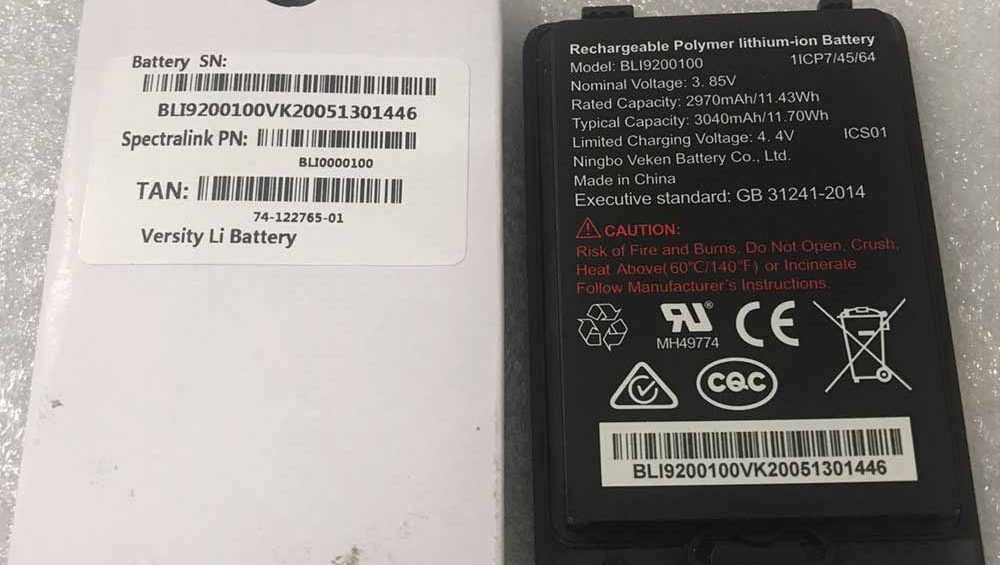 Battery SN:
BLI9200100VK20051301446
Spectralink PN:
BLI0000100
TAN:
74-122765-01
Versity Li Battery
Rechargeable Polymer lithium-ion Battery
Model: BLI9200100 1ICP7/45/64
Nominal Voltage: 3. 85V
Rated Capacity: 2970mAh/11.43Wh
Typical Capacity: 3040mAh/11.70Wh
Limited Charging Voltage: 4. 4V ICS01
Ningbo Veken Battery Co., Ltd.
Made in China
Executive standard: GB 31241-2014
CAUTION:
Risk of Fire and Burns. Do Not Open, Crush,
Heat Above(60℃/140℉) or Incinerate
Follow Manufacturer's Instructions.
RU®
MH49774
CE
CQC
BLI9200100VK20051301446